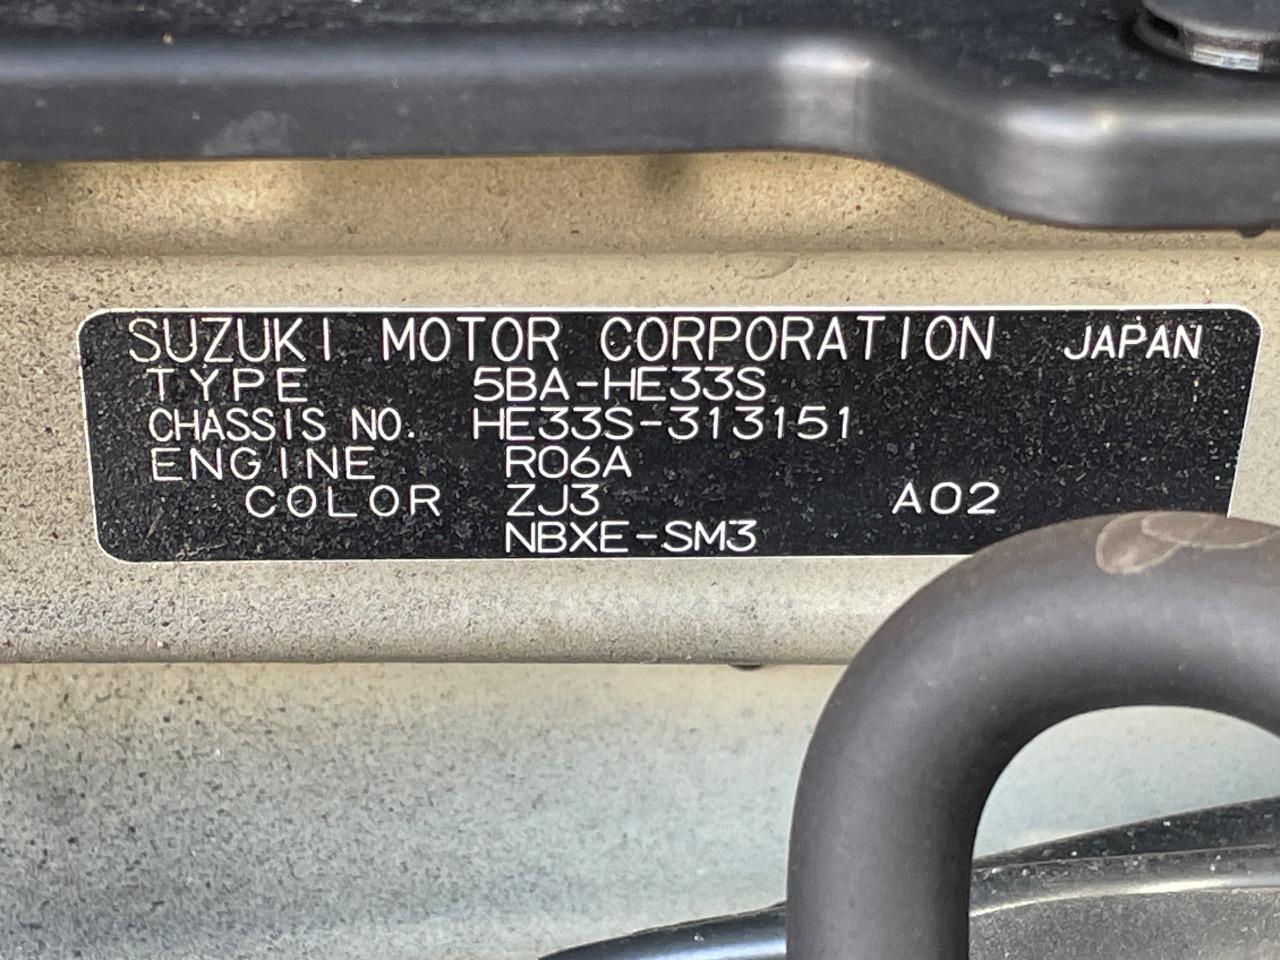 SUZUKI MOTOR CORPORATION JAPAN
TYPE 5BA-HE33S
CHASSIS NO. HE33S-313151
ENGINE R06A
COLOR ZJ3 A02
NBXE-SM3